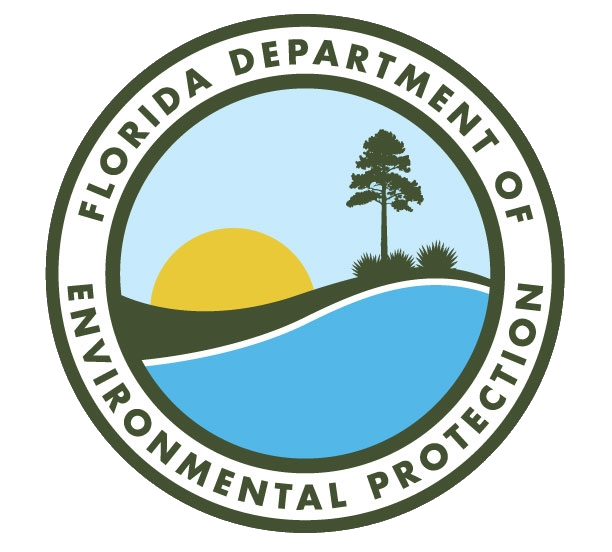 FLORIDA DEPARTMENT OF
ENVIRONMENTAL PROTECTION